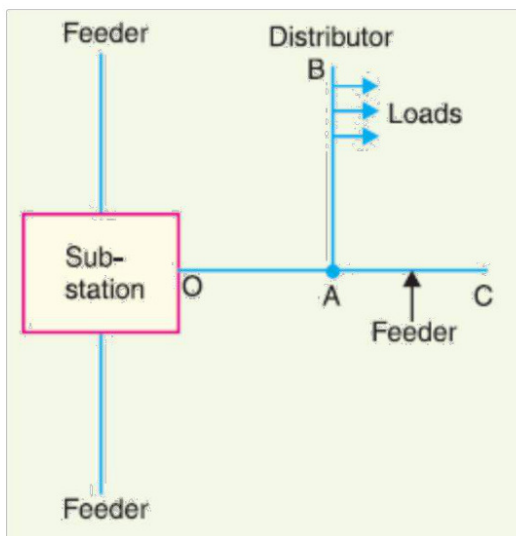 Feeder
Distributor
B
Loads
Sub-
station
O
A
C
Feeder
Feeder